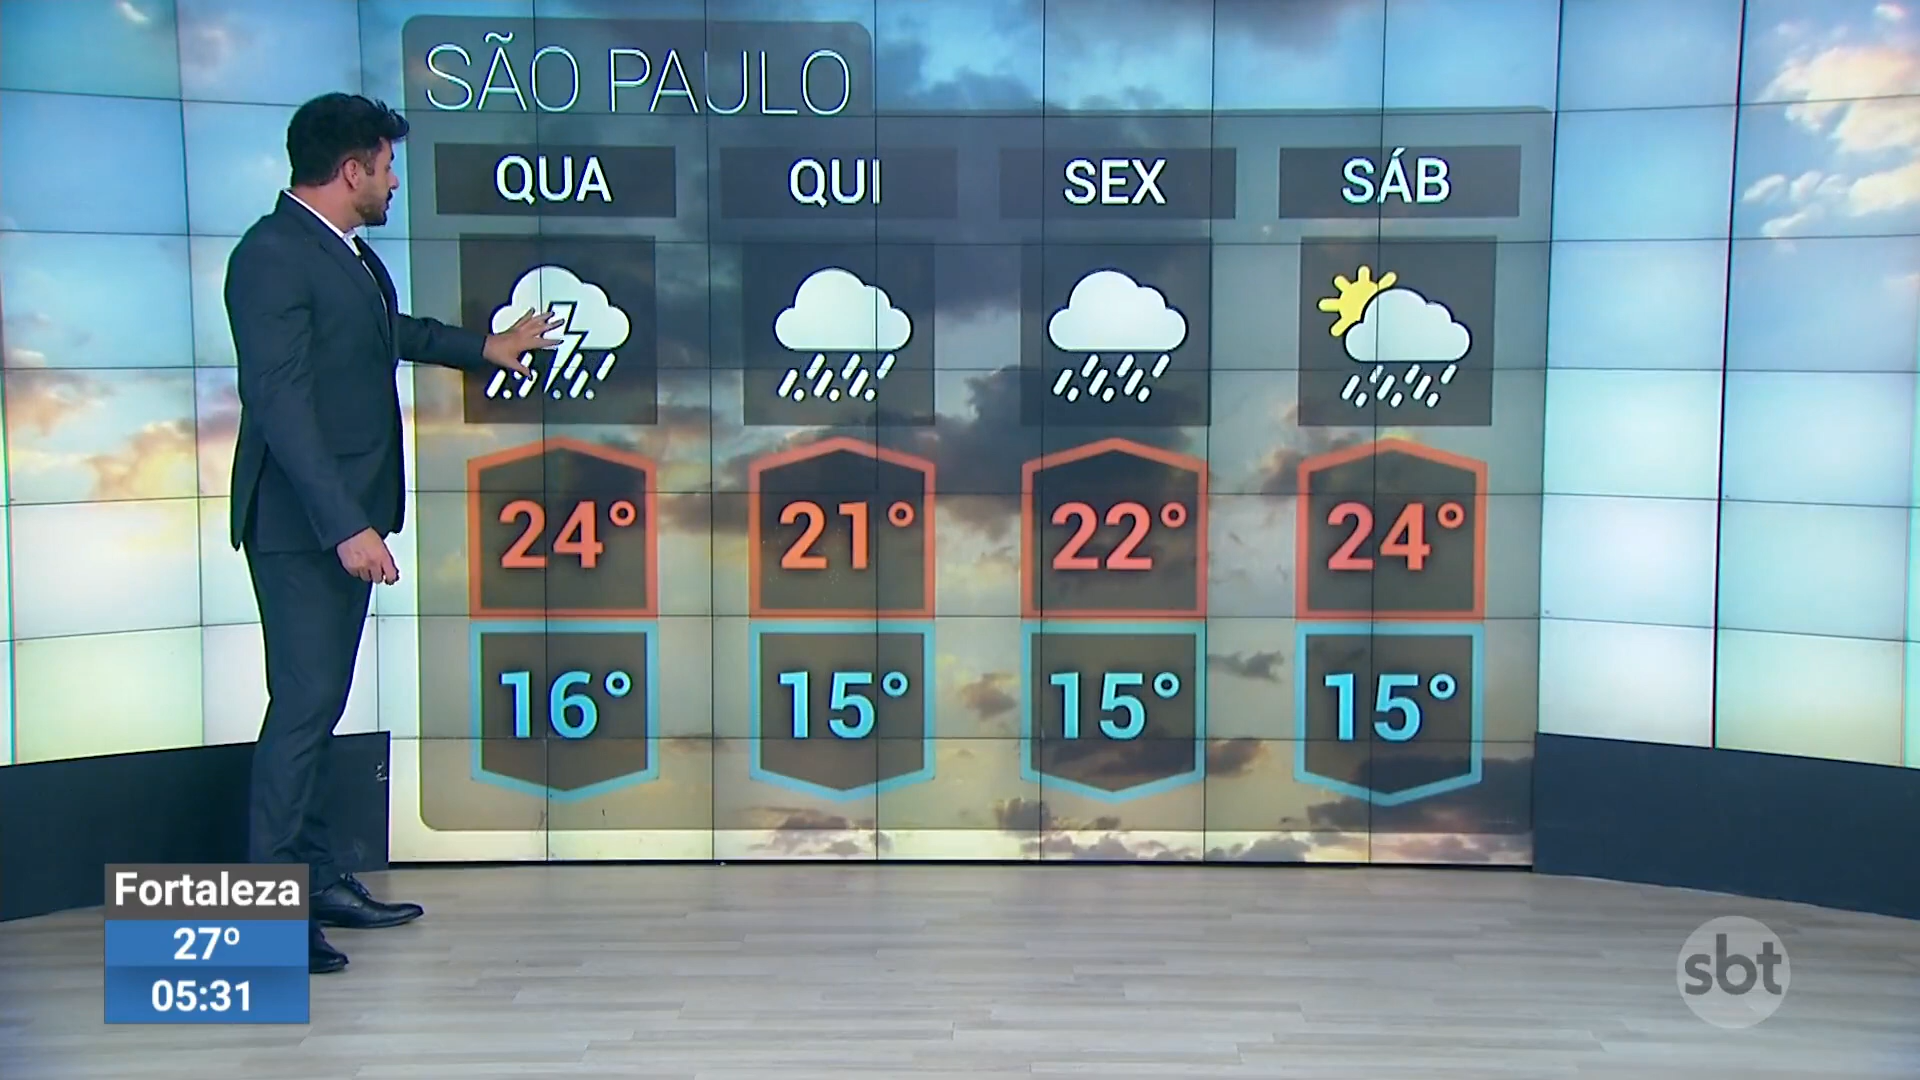 SÃO PAULO
QUA QUI SEX SÁB
24° 21° 22° 24°
16° 15° 15° 15°
Fortaleza
27º
05:31
sbt